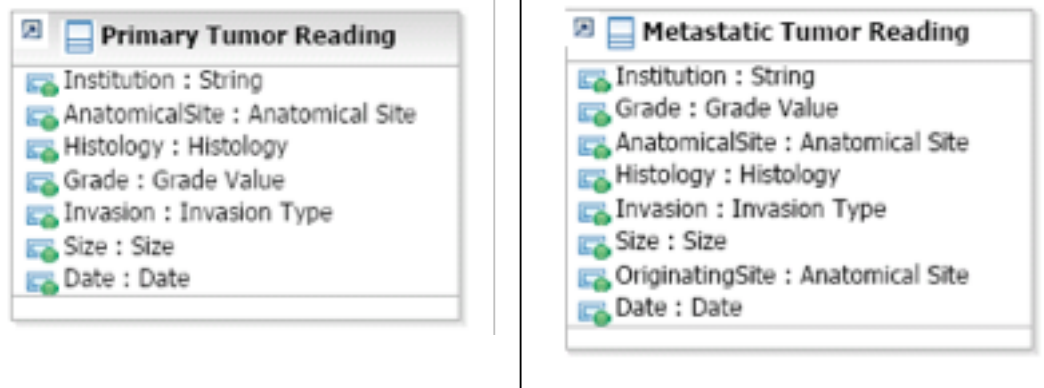 Primary Tumor Reading
Institution : String
AnatomicalSite : Anatomical Site
Histology : Histology
Grade : Grade Value
Invasion : Invasion Type
Size : Size
Date : Date
Metastatic Tumor Reading
Institution : String
Grade : Grade Value
AnatomicalSite : Anatomical Site
Histology : Histology
Invasion : Invasion Type
Size : Size
OriginatingSite : Anatomical Site
Date : Date